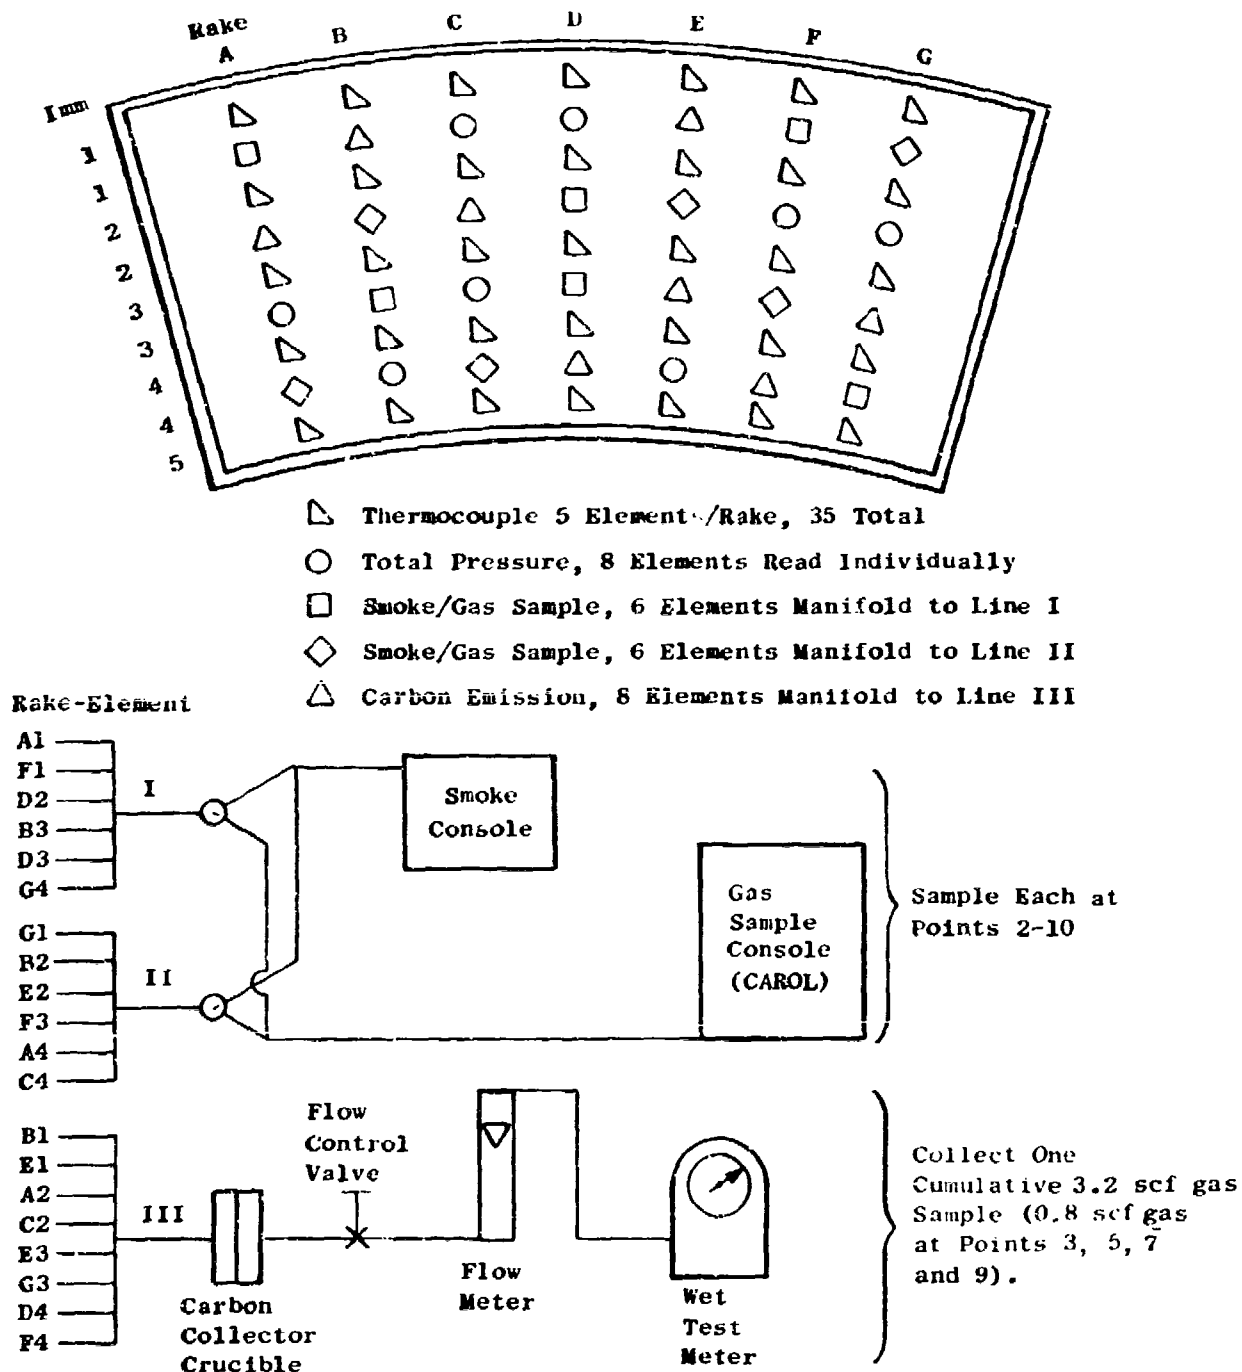 Rake
A B C D E F G
Imm
1
1
2
2
3
3
4
4
5
Thermocouple 5 Element /Rake, 35 Total
Total Pressure, 8 Elements Read Individually
Smoke/Gas Sample, 6 Elements Manifold to Line I
Smoke/Gas Sample, 6 Elements Manifold to Line II
Carbon Emission, 8 Elements Manifold to Line III
Rake-Element
A1
F1
D2
B3
D3
G4
I
Smoke
Console
G1
B2
E2
F3
A4
C4
II
Gas
Sample
Console
(CAROL)
Sample Each at
Points 2-10
B1
E1
A2
C2
E3
G3
D4
F4
III
Carbon
Collector
Crucible
Flow
Control
Valve
Flow
Meter
Wet
Test
Meter
Collect One
Cumulative 3.2 scf gas
Sample (0.8 scf gas
at Points 3, 5, 7
and 9).